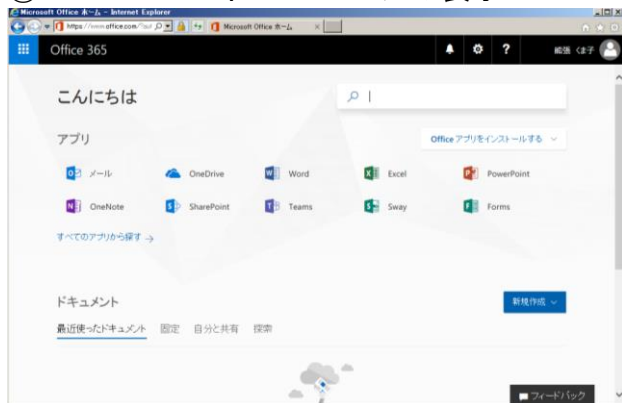 Microsoft Office ホーム - Internet Explorer
https://www.office.com/
Microsoft Office ホーム
Office 365
?
こんにちは
アプリ
Office アプリをインストールする
メール
OneDrive
Word
Excel
PowerPoint
OneNote
SharePoint
Teams
Sway
Forms
すべてのアプリから探す →
ドキュメント
新規作成
最近使ったドキュメント 固定 自分と共有 探索
フィードバック